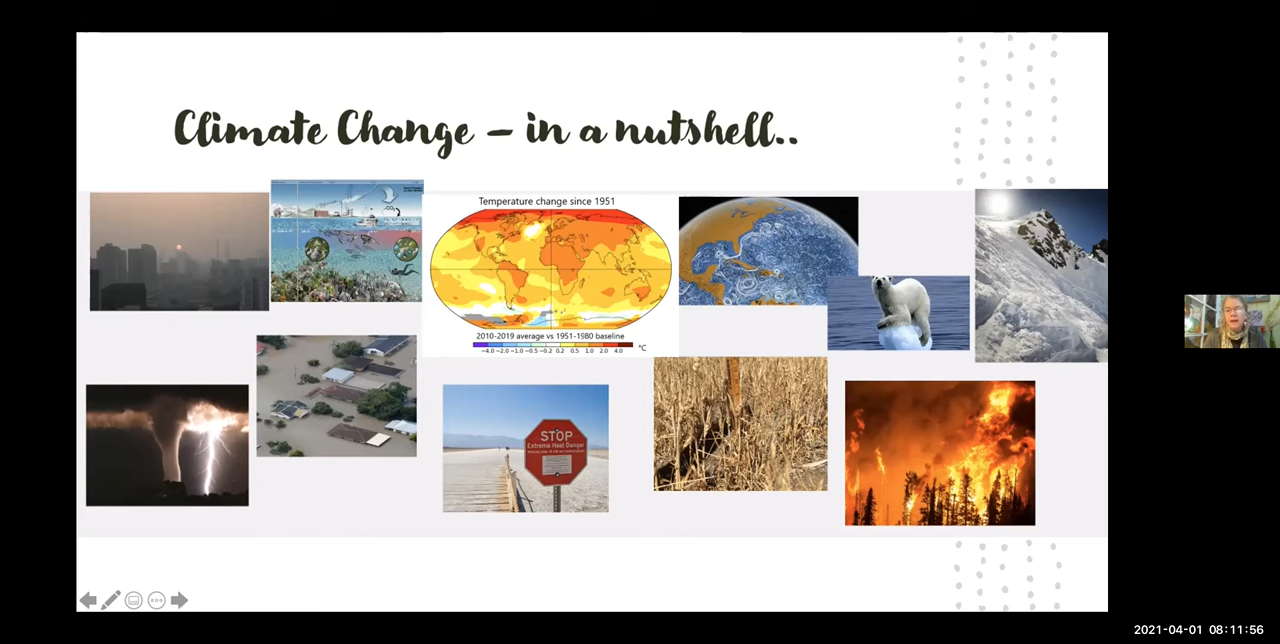 Climate Change – in a nutshell..
Temperature change since 1951
2010-2019 average vs 1951-1980 baseline
-4.0 -2.0 -1.0 -0.5 -0.2 0.2 0.5 1.0 2.0 4.0 °C
STOP
Extreme Heat Danger
2021-04-01 08:11:56